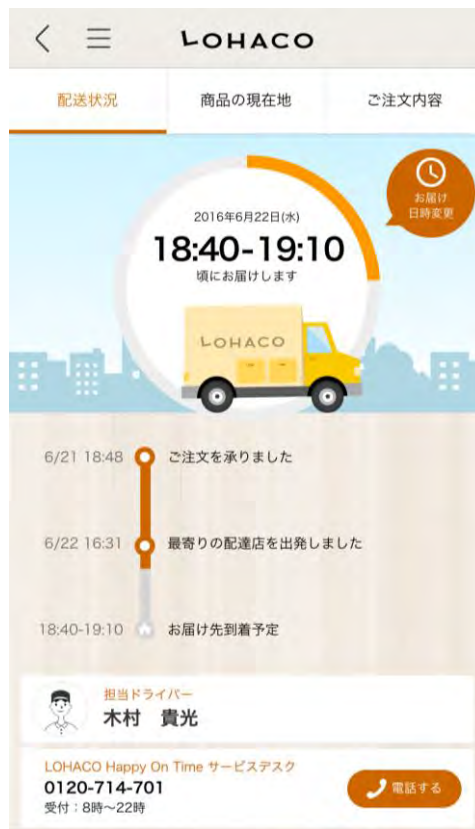 LOHACO
配送状況
商品の現在地
ご注文内容
お届け
日時変更
2016年6月22日(水)
18:40-19:10
頃にお届けします
LOHACO
6/21 18:48 ご注文を承りました
6/22 16:31 最寄りの配達店を出発しました
18:40-19:10 お届け先到着予定
担当ドライバー
木村 貴光
LOHACO Happy On Time サービスデスク
0120-714-701
受付：8時〜22時
電話する